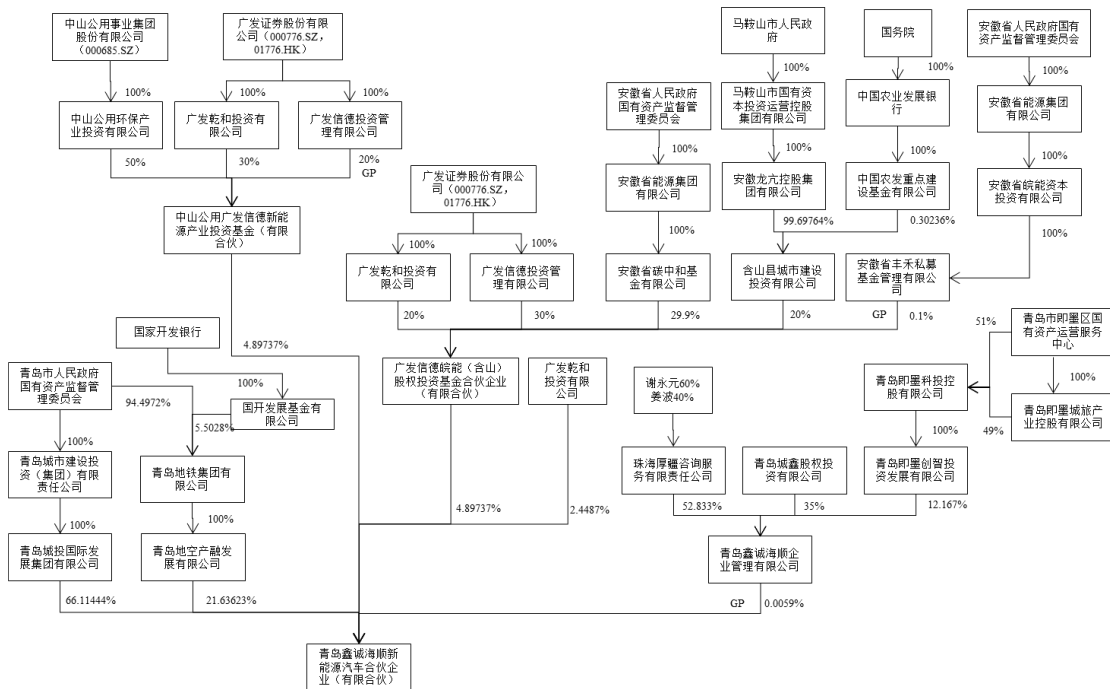 中山公用事业集团
股份有限公司
（000685.SZ）
广发证券股份有限
公司（000776.SZ，
01776.HK）
马鞍山市人民政
府
国务院
安徽省人民政府国有资
产监督管理委员会
100%
100%
100%
100%
100%
100%
中山公用环保产
业投资有限公司
广发乾和投资有
限公司
广发信德投资管
理有限公司
安徽省人民政府
国有资产监督管
理委员会
马鞍山市国有资
本投资运营控股
集团有限公司
中国农业发展银
行
安徽省能源集团
有限公司
50%
30%
20%
GP
100%
100%
100%
100%
广发证券股份有限公
司（000776.SZ，
01776.HK）
安徽省能源集团有
限公司
安徽龙亢控股集
团有限公司
中国农发重点建
设基金有限公司
安徽省皖能资本
投资有限公司
中山公用广发信德新能
源产业投资基金（有限
合伙）
99.69764%
0.30236%
100%
100%
100%
100%
广发乾和投资有
限公司
广发信德投资管
理有限公司
安徽省碳中和基
金有限公司
含山县城市建设
投资有限公司
安徽省丰禾私募
基金管理有限公
司
20%
30%
29.9%
20%
GP
0.1%
国家开发银行
4.89737%
51%
青岛市即墨区国
有资产运营服务
中心
青岛市人民政府
国有资产监督管
理委员会
100%
94.4972%
国开发展基金有
限公司
5.5028%
广发信德皖能（含山）
股权投资基金合伙企业
（有限合伙）
广发乾和
投资有限
公司
谢永元60%
姜波40%
青岛即墨科投控
股有限公司
100%
49%
青岛即墨城旅产
业控股有限公司
100%
100%
青岛城市建设投
资（集团）有限
责任公司
青岛地铁集团有
限公司
珠海厚疆咨询服
务有限责任公司
青岛城鑫股权投
资有限公司
青岛即墨创智投
资发展有限公司
4.89737%
2.4487%
52.833%
35%
12.167%
100%
100%
青岛城投国际发
展集团有限公司
青岛地空产融发
展有限公司
青岛鑫诚海顺企
业管理有限公司
66.11444%
21.63623%
GP
0.0059%
青岛鑫诚海顺新
能源汽车合伙企
业（有限合伙）